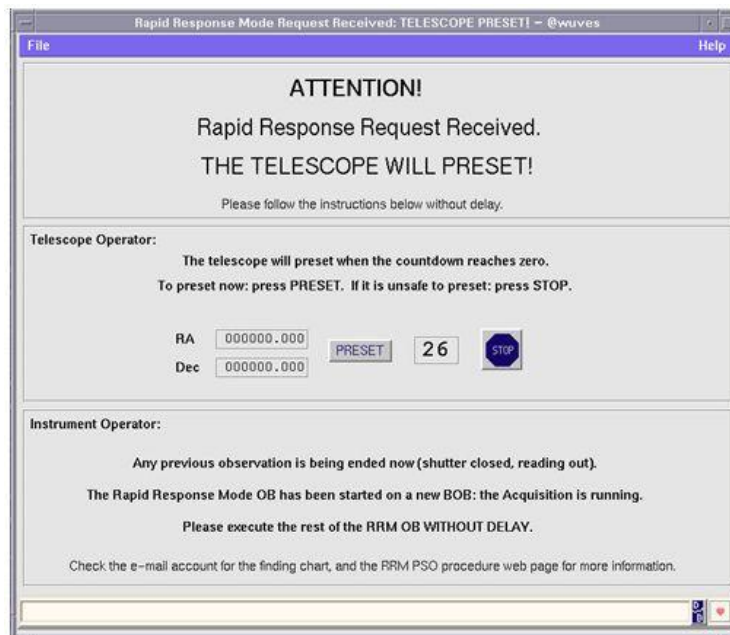 Rapid Response Mode Request Received: TELESCOPE PRESET! - @wuves
File Help
ATTENTION!
Rapid Response Request Received.
THE TELESCOPE WILL PRESET!
Please follow the instructions below without delay.
Telescope Operator:
The telescope will preset when the countdown reaches zero.
To preset now: press PRESET. If it is unsafe to preset: press STOP.
RA 000000.000
PRESET 26 STOP
Dec 000000.000
Instrument Operator:
Any previous observation is being ended now (shutter closed, reading out).
The Rapid Response Mode OB has been started on a new BOB: the Acquisition is running.
Please execute the rest of the RRM OB WITHOUT DELAY.
Check the e-mail account for the finding chart, and the RRM PSO procedure web page for more information.